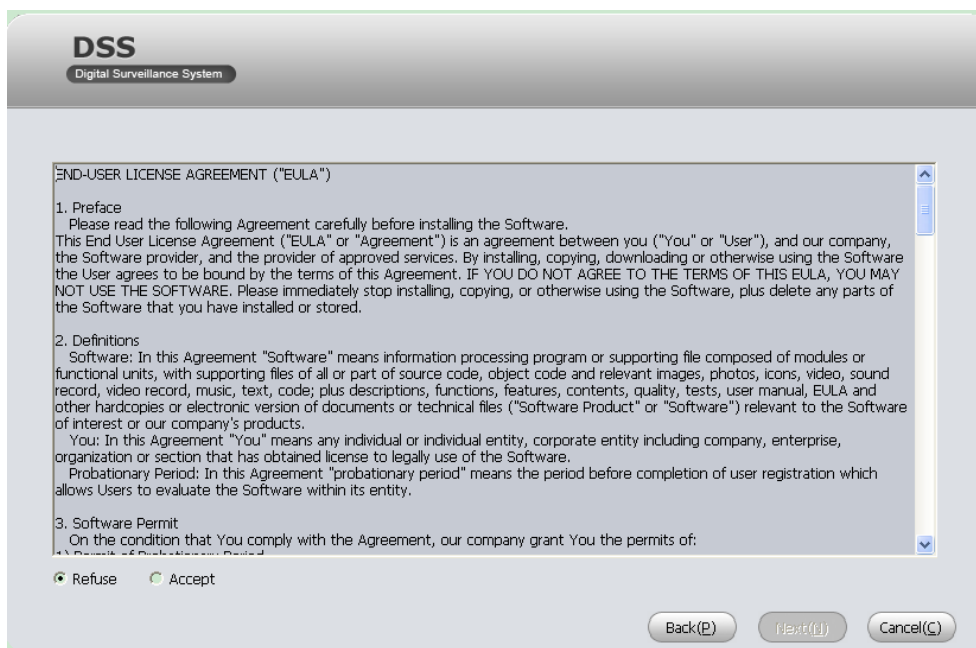 DSS
Digital Surveillance System
END-USER LICENSE AGREEMENT ("EULA")
1. Preface
Please read the following Agreement carefully before installing the Software.
This End User License Agreement ("EULA" or "Agreement") is an agreement between you ("You" or "User"), and our company,
the Software provider, and the provider of approved services. By installing, copying, downloading or otherwise using the Software
the User agrees to be bound by the terms of this Agreement. IF YOU DO NOT AGREE TO THE TERMS OF THIS EULA, YOU MAY
NOT USE THE SOFTWARE. Please immediately stop installing, copying, or otherwise using the Software, plus delete any parts of
the Software that you have installed or stored.
2. Definitions
Software: In this Agreement "Software" means information processing program or supporting file composed of modules or
functional units, with supporting files of all or part of source code, object code and relevant images, photos, icons, video, sound
record, video record, music, text, code; plus descriptions, functions, features, contents, quality, tests, user manual, EULA and
other hardcopies or electronic version of documents or technical files ("Software Product" or "Software") relevant to the Software
of interest or our company's products.
You: In this Agreement "You" means any individual or individual entity, corporate entity including company, enterprise,
organization or section that has obtained license to legally use of the Software.
Probationary Period: In this Agreement "probationary period" means the period before completion of user registration which
allows Users to evaluate the Software within its entity.
3. Software Permit
On the condition that You comply with the Agreement, our company grant You the permits of:
1) Permit of Probationary Period
Refuse Accept
Back(P) Next(N) Cancel(C)